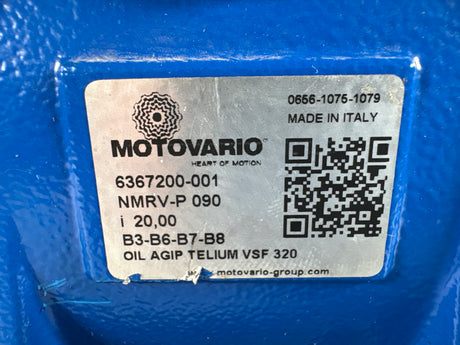 0656-1075-1079
MADE IN ITALY
MOTOVARIO
HEART OF MOTION
6367200-001
NMRV-P 090
i 20,00
B3-B6-B7-B8
OIL AGIP TELIUM VSF 320
motovario-group.com